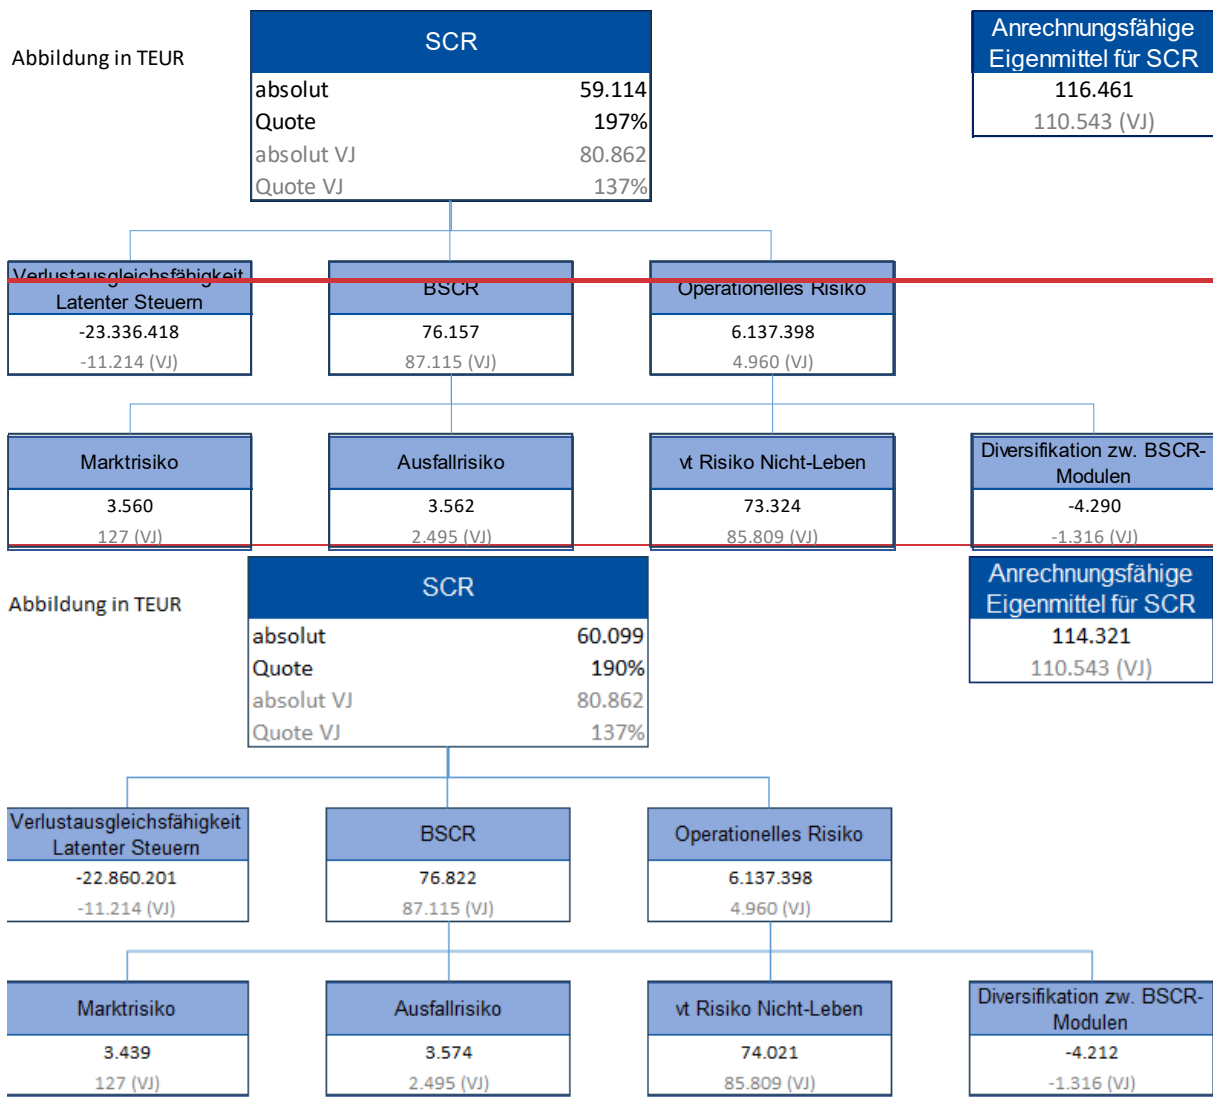 Abbildung in TEUR
SCR
absolut 59.114
Quote 197%
absolut VJ 80.862
Quote VJ 137%
Anrechnungsfähige
Eigenmittel für SCR
116.461
110.543 (VJ)
Verlustausgleichsfähigkeit
Latenter Steuern
-23.336.418
-11.214 (VJ)
BSCR
76.157
87.115 (VJ)
Operationelles Risiko
6.137.398
4.960 (VJ)
Marktrisiko
3.560
127 (VJ)
Ausfallrisiko
3.562
2.495 (VJ)
vt Risiko Nicht-Leben
73.324
85.809 (VJ)
Diversifikation zw. BSCR-
Modulen
-4.290
-1.316 (VJ)
Abbildung in TEUR
SCR
absolut 60.099
Quote 190%
absolut VJ 80.862
Quote VJ 137%
Anrechnungsfähige
Eigenmittel für SCR
114.321
110.543 (VJ)
Verlustausgleichsfähigkeit
Latenter Steuern
-22.860.201
-11.214 (VJ)
BSCR
76.822
87.115 (VJ)
Operationelles Risiko
6.137.398
4.960 (VJ)
Marktrisiko
3.439
127 (VJ)
Ausfallrisiko
3.574
2.495 (VJ)
vt Risiko Nicht-Leben
74.021
85.809 (VJ)
Diversifikation zw. BSCR-
Modulen
-4.212
-1.316 (VJ)